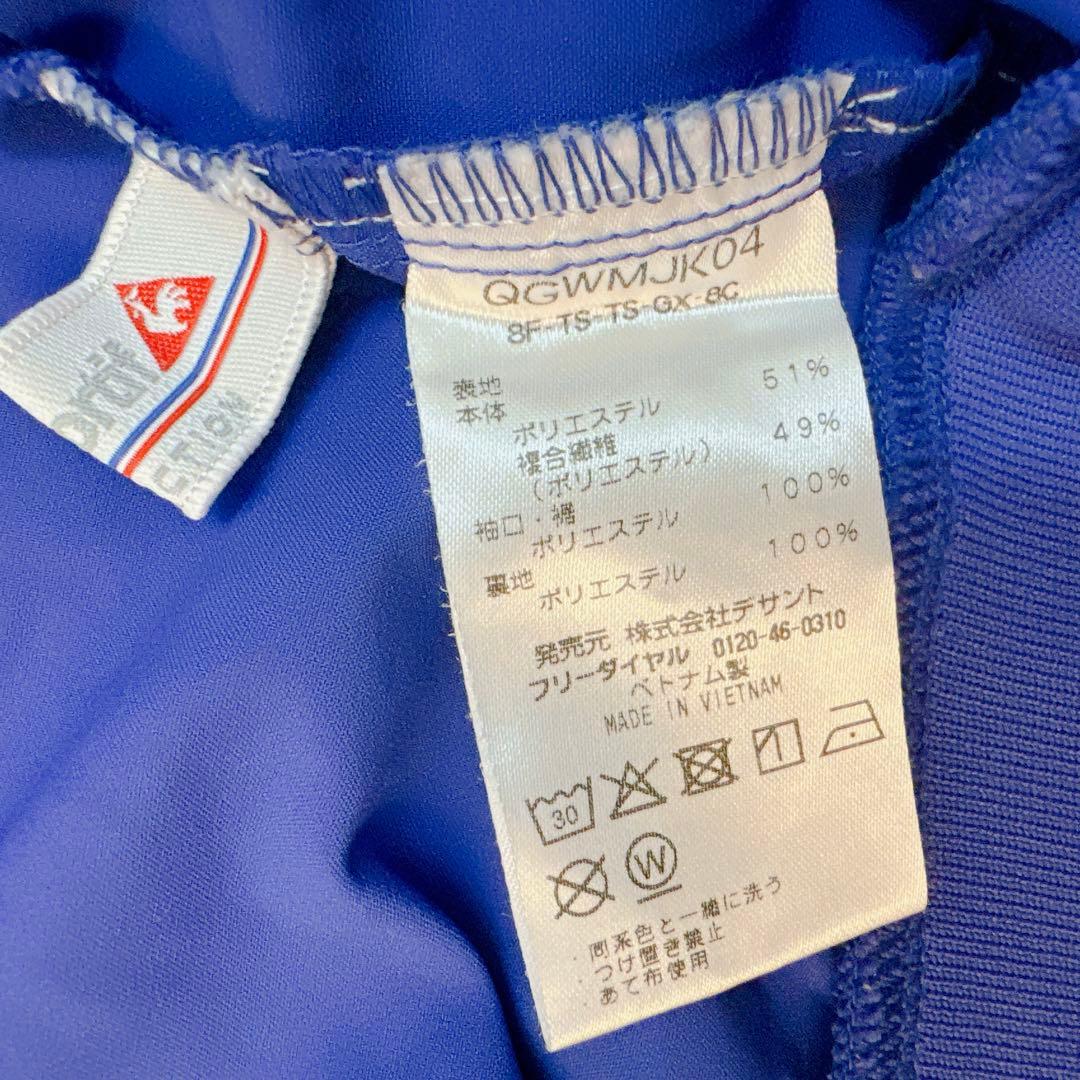 QGWMJK04
8F-TS-TS-GX-8C
表地
本体
ポリエステル 51%
複合繊維
(ポリエステル) 49%
袖口・裾
ポリエステル 100%
裏地
ポリエステル 100%
発売元 株式会社デサント
フリーダイヤル 0120-46-0310
ベトナム製
MADE IN VIETNAM
30
1
W
・同系色と一緒に洗う
・つけ置き禁止
・あて布使用
ortif
CTION